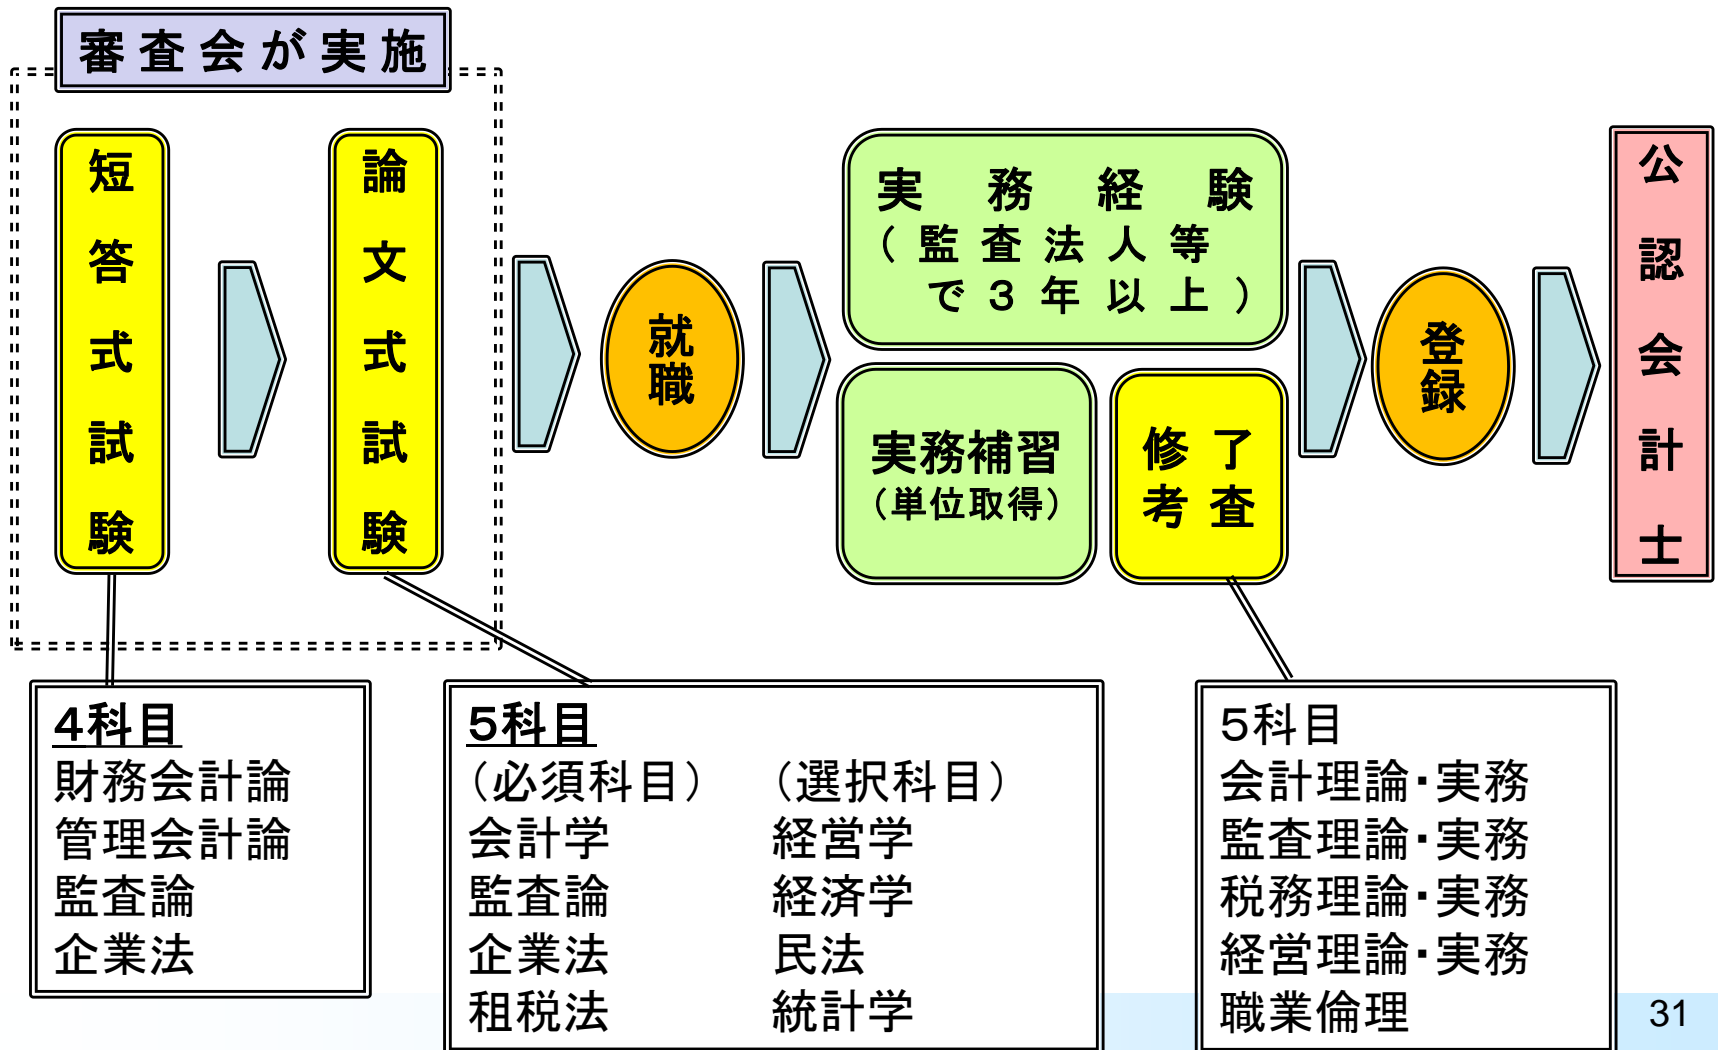 審査会が実施
短答式試験
論文式試験
就職
実務経験
（監査法人等
で３年以上）
実務補習
（単位取得）
修了
考査
登録
公認会計士
４科目
財務会計論
管理会計論
監査論
企業法
５科目
（必須科目） （選択科目）
会計学 経営学
監査論 経済学
企業法 民法
租税法 統計学
５科目
会計理論・実務
監査理論・実務
税務理論・実務
経営理論・実務
職業倫理
31